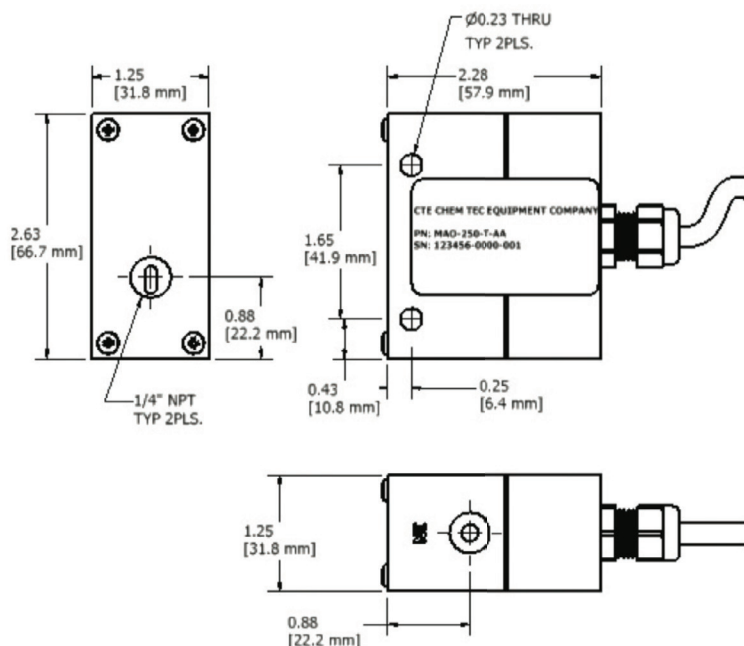 Ø0.23 THRU
TYP 2PLS.
1.25
[31.8 mm]
2.28
[57.9 mm]
2.63
[66.7 mm]
CTE CHEM TEC EQUIPMENT COMPANY
PN: MAO-250-T-AA
SN: 123456-0000-001
1.65
[41.9 mm]
0.88
[22.2 mm]
1/4" NPT
TYP 2PLS.
0.43
[10.8 mm]
0.25
[6.4 mm]
1.25
[31.8 mm]
0.88
[22.2 mm]